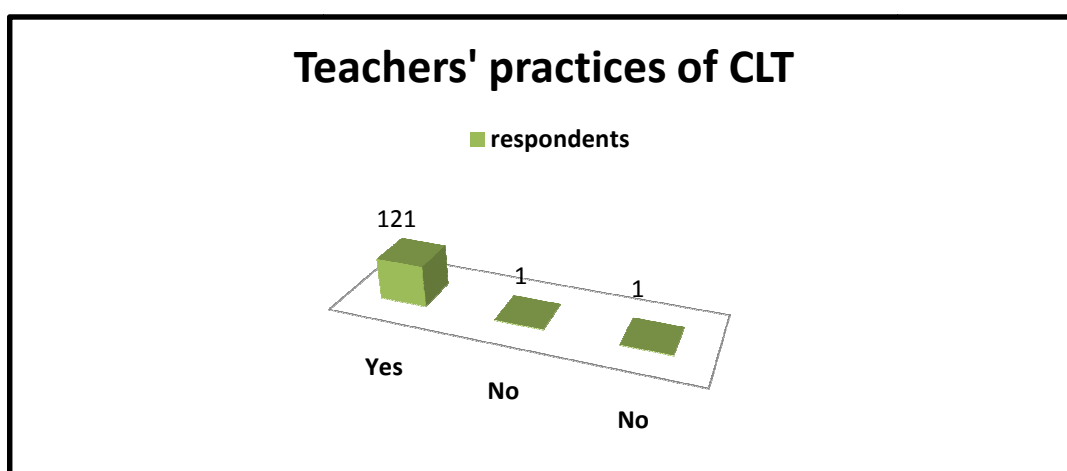 Teachers' practices of CLT
respondents
121
1
1
Yes
No
No